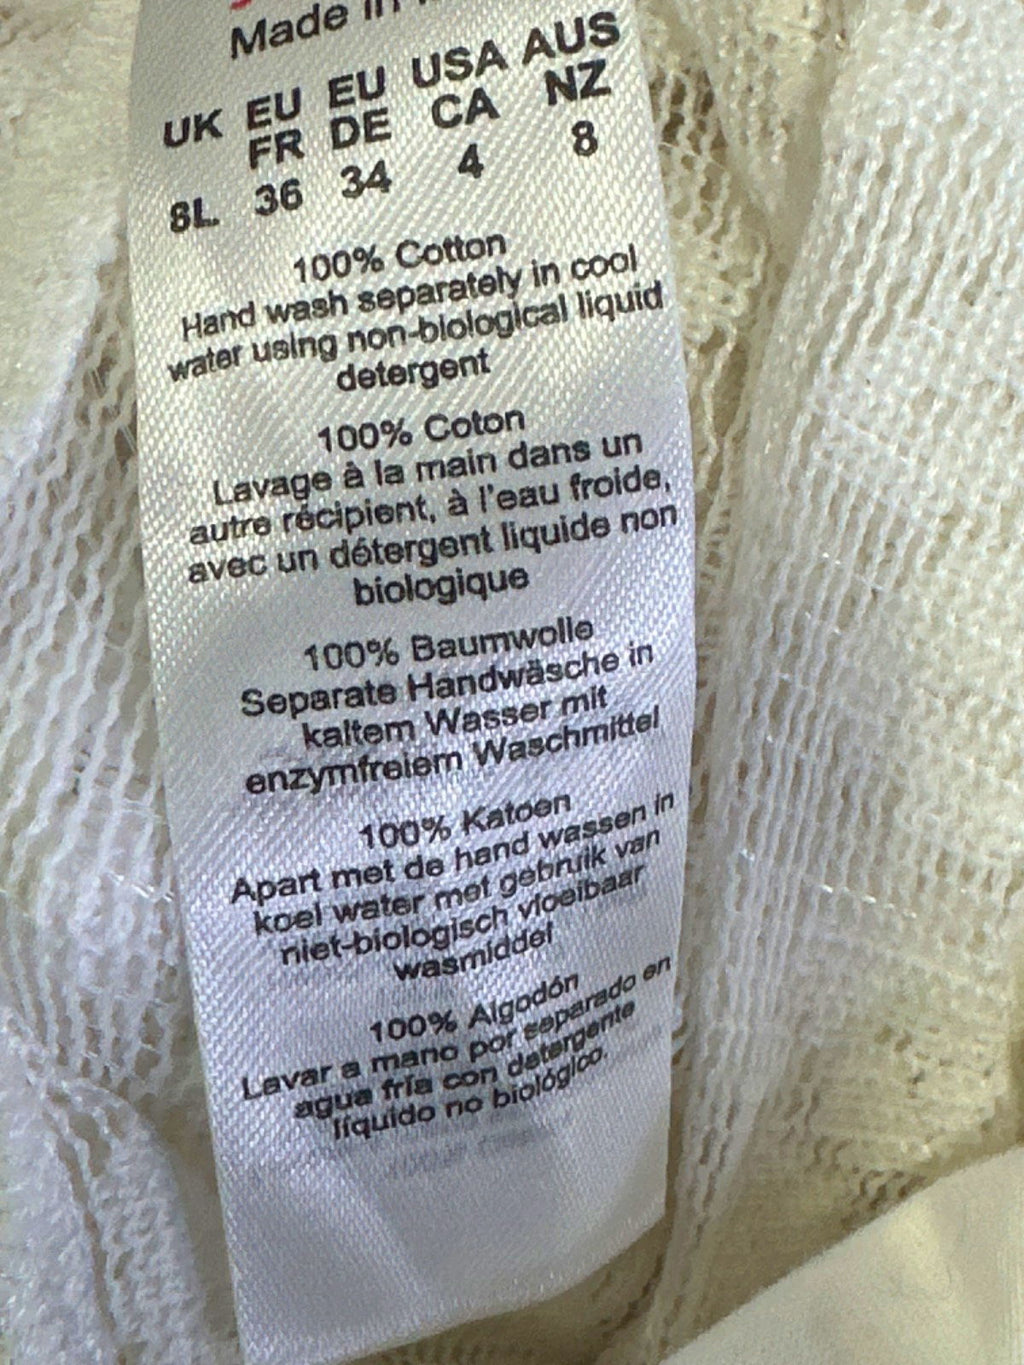 Made in
UK EU EU USA AUS
FR DE CA NZ
8L 36 34 4 8
100% Cotton
Hand wash separately in cool
water using non-biological liquid
detergent
100% Coton
Lavage à la main dans un
autre récipient, à l'eau froide,
avec un détergent liquide non
biologique
100% Baumwolle
Separate Handwäsche in
kaltem Wasser mit
enzymfreiem Waschmittel
100% Katoen
Apart met de hand wassen in
koel water met gebruik van
niet-biologisch vloeibaar
wasmiddel
100% Algodón
Lavar a mano por separado en
agua fría con detergente
líquido no biológico.